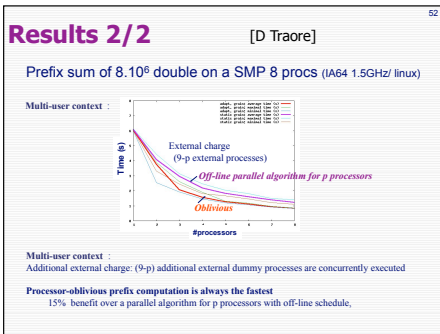 52
Results 2/2
[D Traore]
Prefix sum of 8.10⁶ double on a SMP 8 procs (IA64 1.5GHz/ linux)
Multi-user context :
External charge
(9-p external processes)
Off-line parallel algorithm for p processors
Oblivious
Time (s)
#processors
Multi-user context :
Additional external charge: (9-p) additional external dummy processes are concurrently executed
Processor-oblivious prefix computation is always the fastest
15% benefit over a parallel algorithm for p processors with off-line schedule,